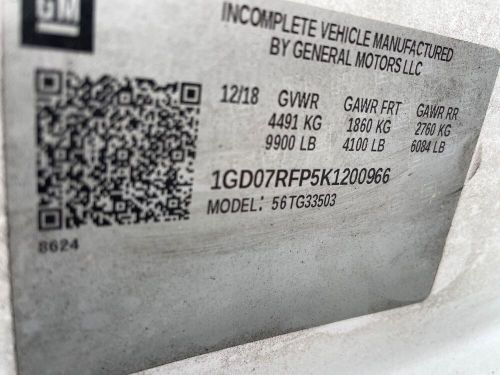 GM
INCOMPLETE VEHICLE MANUFACTURED
BY GENERAL MOTORS LLC
12/18 GVWR GAWR FRT GAWR RR
4491 KG 1860 KG 2760 KG
9900 LB 4100 LB 6084 LB
1GD07RFP5K1200966
MODEL: 56TG33503
8624